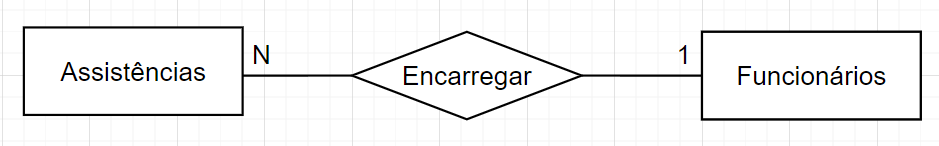 Assistências
N
Encarregar
1
Funcionários